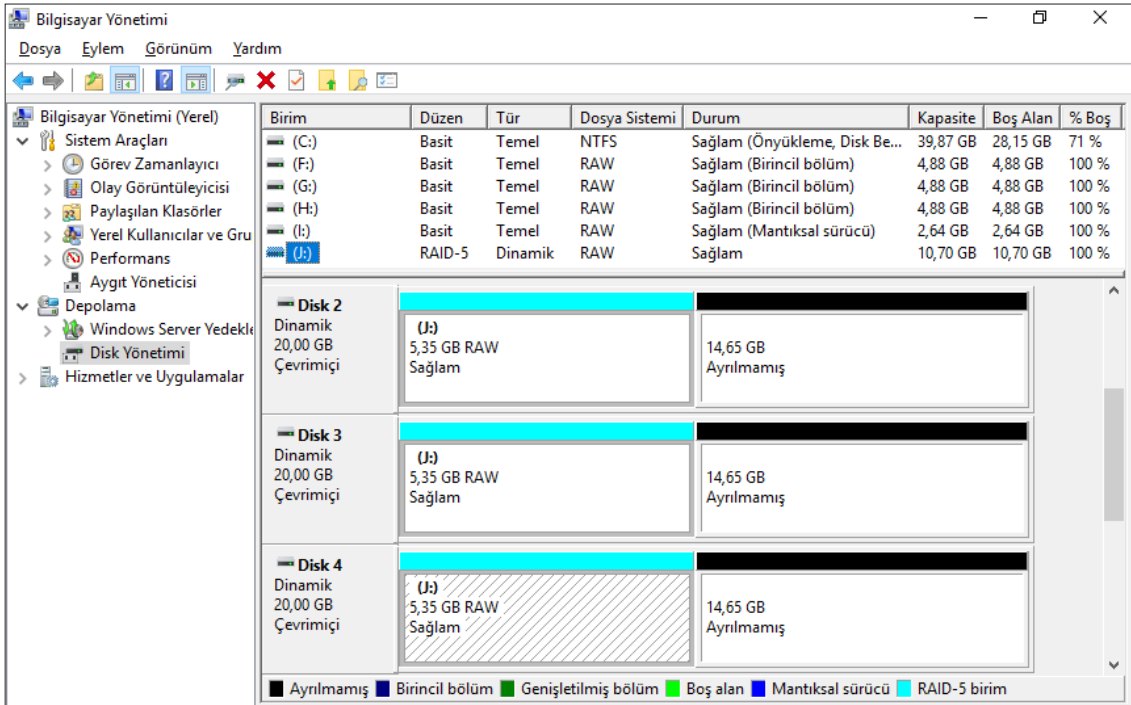 Bilgisayar Yönetimi
Dosya Eylem Görünüm Yardım
Bilgisayar Yönetimi (Yerel)
Sistem Araçları
Görev Zamanlayıcı
Olay Görüntüleyicisi
Paylaşılan Klasörler
Yerel Kullanıcılar ve Gru
Performans
Aygıt Yöneticisi
Depolama
Windows Server Yedekle
Disk Yönetimi
Hizmetler ve Uygulamalar
Birim Düzen Tür Dosya Sistemi Durum Kapasite Boş Alan % Boş
(C:) Basit Temel NTFS Sağlam (Önyükleme, Disk Be... 39,87 GB 28,15 GB 71 %
(F:) Basit Temel RAW Sağlam (Birincil bölüm) 4,88 GB 4,88 GB 100 %
(G:) Basit Temel RAW Sağlam (Birincil bölüm) 4,88 GB 4,88 GB 100 %
(H:) Basit Temel RAW Sağlam (Birincil bölüm) 4,88 GB 4,88 GB 100 %
(I:) Basit Temel RAW Sağlam (Mantıksal sürücü) 2,64 GB 2,64 GB 100 %
(J:) RAID-5 Dinamik RAW Sağlam 10,70 GB 10,70 GB 100 %
Disk 2
Dinamik
20,00 GB
Çevrimiçi
(J:)
5,35 GB RAW
Sağlam
14,65 GB
Ayrılmamış
Disk 3
Dinamik
20,00 GB
Çevrimiçi
(J:)
5,35 GB RAW
Sağlam
14,65 GB
Ayrılmamış
Disk 4
Dinamik
20,00 GB
Çevrimiçi
(J:)
5,35 GB RAW
Sağlam
14,65 GB
Ayrılmamış
Ayrılmamış Birincil bölüm Genişletilmiş bölüm Boş alan Mantıksal sürücü RAID-5 birim